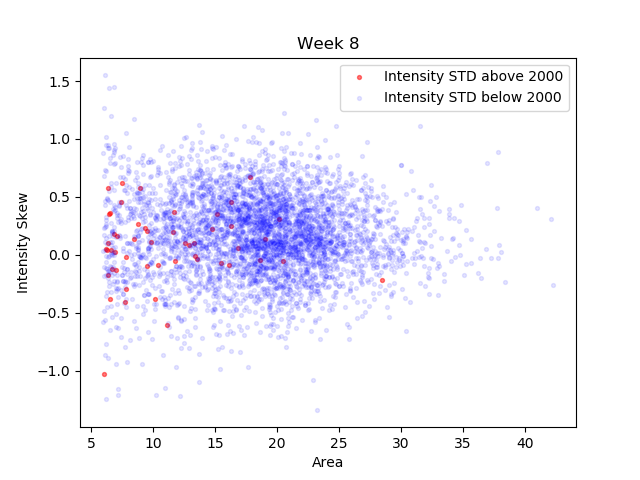 Week 8
Intensity STD above 2000
Intensity STD below 2000
1.5
1.0
0.5
0.0
−0.5
−1.0
Intensity Skew
5 10 15 20 25 30 35 40
Area